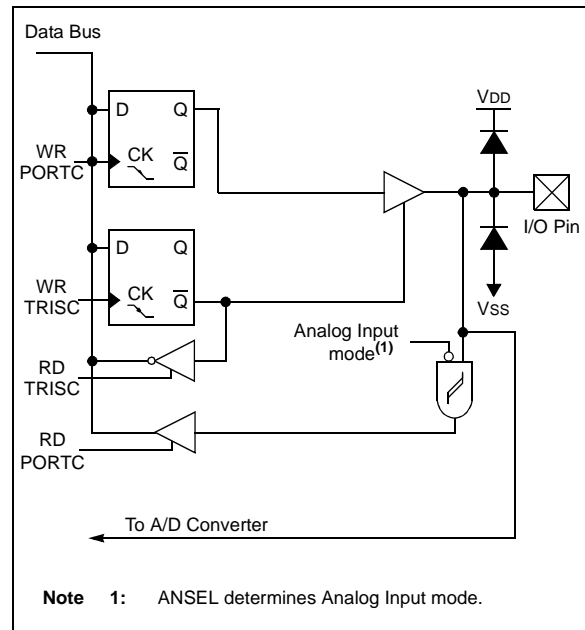 Data Bus
D Q
WR
PORTC
CK Q
VDD
I/O Pin
D Q
WR
TRISC
CK Q
VSS
Analog Input
mode(1)
RD
TRISC
RD
PORTC
To A/D Converter
Note 1: ANSEL determines Analog Input mode.